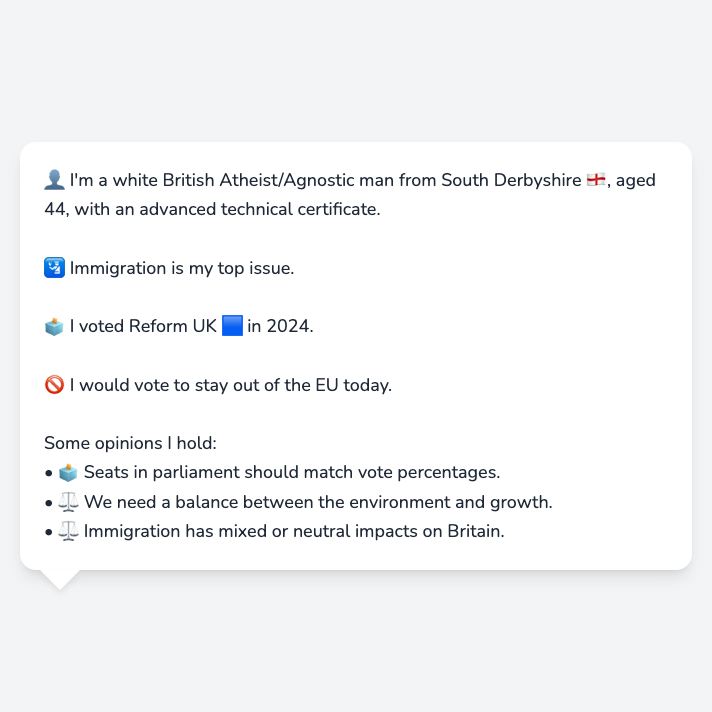 👤 I'm a white British Atheist/Agnostic man from South Derbyshire 🏴󠁧󠁢󠁥󠁮󠁧󠁿, aged
44, with an advanced technical certificate.
🛂 Immigration is my top issue.
🗳️ I voted Reform UK 🟦 in 2024.
🚫 I would vote to stay out of the EU today.
Some opinions I hold:
• 🗳️ Seats in parliament should match vote percentages.
• ⚖️ We need a balance between the environment and growth.
• ⚖️ Immigration has mixed or neutral impacts on Britain.